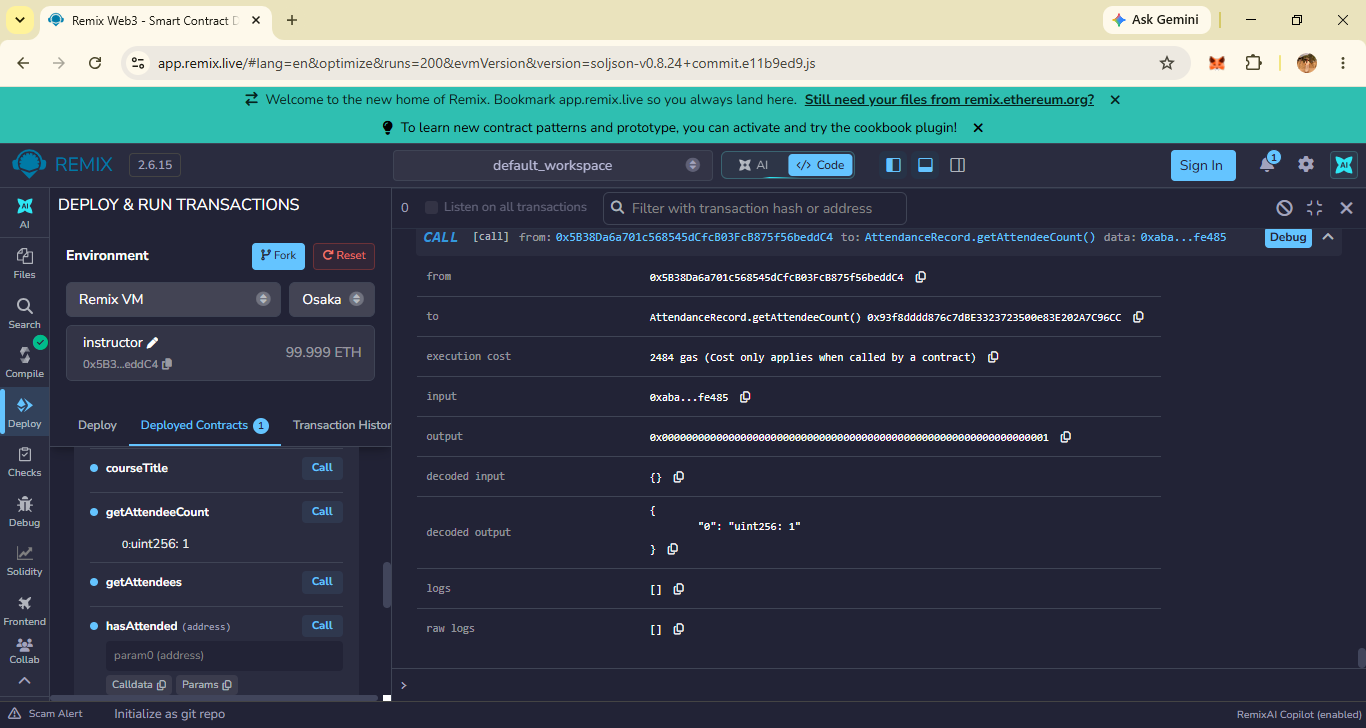 Remix Web3 - Smart Contract D
Ask Gemini
app.remix.live/#lang=en&optimize&runs=200&evmVersion&version=soljson-v0.8.24+commit.e11b9ed9.js
Welcome to the new home of Remix. Bookmark app.remix.live so you always land here. Still need your files from remix.ethereum.org?
To learn new contract patterns and prototype, you can activate and try the cookbook plugin!
REMIX 2.6.15
default_workspace
AI
Code
Sign In
1
AI
AI
AI
Files
Search
Compile
Deploy
Checks
Debug
Solidity
Frontend
Collab
DEPLOY & RUN TRANSACTIONS
Environment
Fork
Reset
Remix VM
Osaka
instructor
0x5B3...eddC4
99.999 ETH
Deploy
Deployed Contracts 1
Transaction Histor
courseTitle
Call
getAttendeeCount
Call
0:uint256: 1
getAttendees
Call
hasAttended (address)
Call
param0 (address)
Calldata
Params
0
Listen on all transactions
Filter with transaction hash or address
CALL [call] from: 0x5B38Da6a701c568545dCfcB03FcB875f56beddC4 to: AttendanceRecord.getAttendeeCount() data: 0xaba...fe485
Debug
from 0x5B38Da6a701c568545dCfcB03FcB875f56beddC4
to AttendanceRecord.getAttendeeCount() 0x93f8dddd876c7dBE3323723500e83E202A7C96CC
execution cost 2484 gas (Cost only applies when called by a contract)
input 0xaba...fe485
output 0x0000000000000000000000000000000000000000000000000000000000000001
decoded input {}
decoded output {
"0": "uint256: 1"
}
logs []
raw logs []
>
Scam Alert
Initialize as git repo
RemixAI Copilot (enabled)